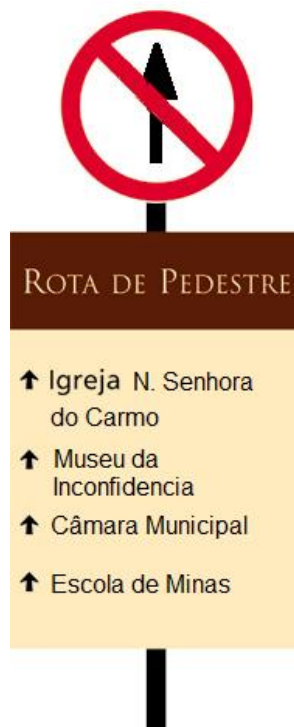 ROTA DE PEDESTRE
Igreja N. Senhora
do Carmo
Museu da
Inconfidencia
Câmara Municipal
Escola de Minas